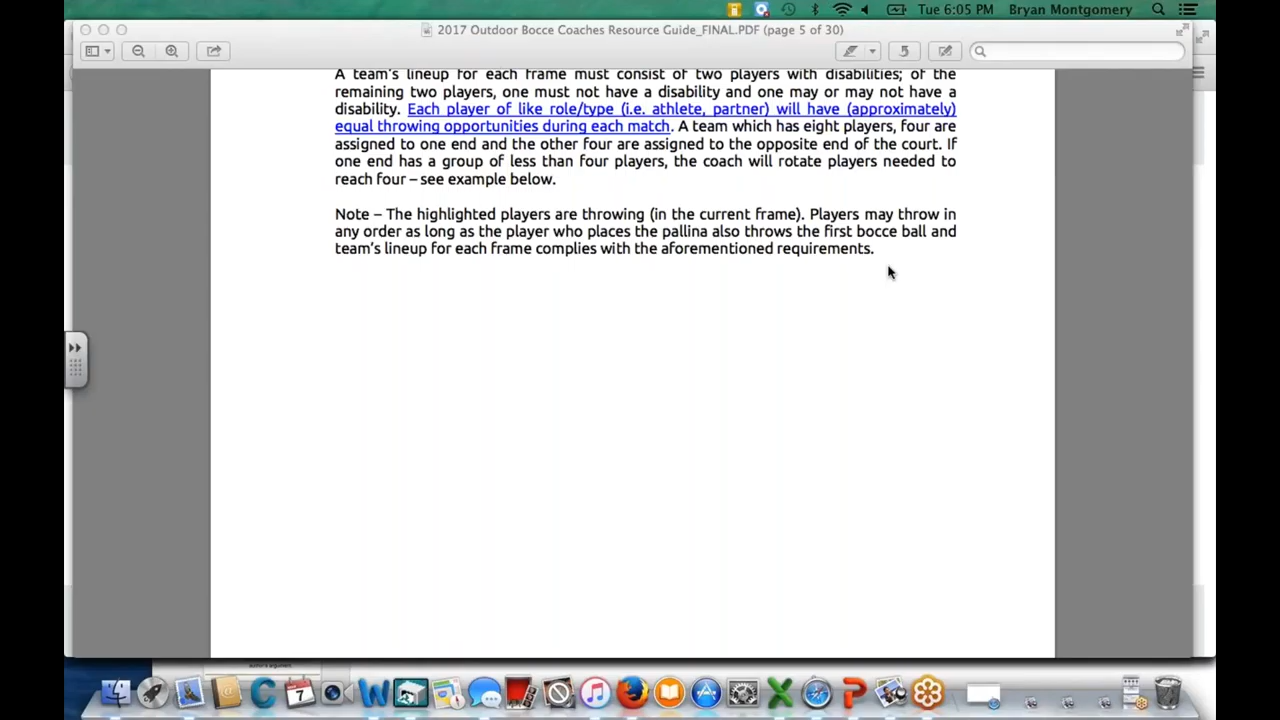 Tue 6:05 PM Bryan Montgomery
2017 Outdoor Bocce Coaches Resource Guide_FINAL.PDF (page 5 of 30)
A team's lineup for each frame must consist of two players with disabilities; of the
remaining two players, one must not have a disability and one may or may not have a
disability. Each player of like role/type (i.e. athlete, partner) will have (approximately)
equal throwing opportunities during each match. A team which has eight players, four are
assigned to one end and the other four are assigned to the opposite end of the court. If
one end has a group of less than four players, the coach will rotate players needed to
reach four – see example below.
Note – The highlighted players are throwing (in the current frame). Players may throw in
any order as long as the player who places the pallina also throws the first bocce ball and
team's lineup for each frame complies with the aforementioned requirements.
author's argument.
7